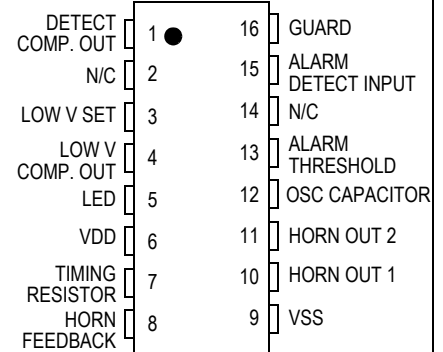 DETECT
COMP. OUT
1
16
GUARD
N/C
2
15
ALARM
DETECT INPUT
LOW V SET
3
14
N/C
LOW V
COMP. OUT
4
13
ALARM
THRESHOLD
LED
5
12
OSC CAPACITOR
VDD
6
11
HORN OUT 2
TIMING
RESISTOR
7
10
HORN OUT 1
HORN
FEEDBACK
8
9
VSS